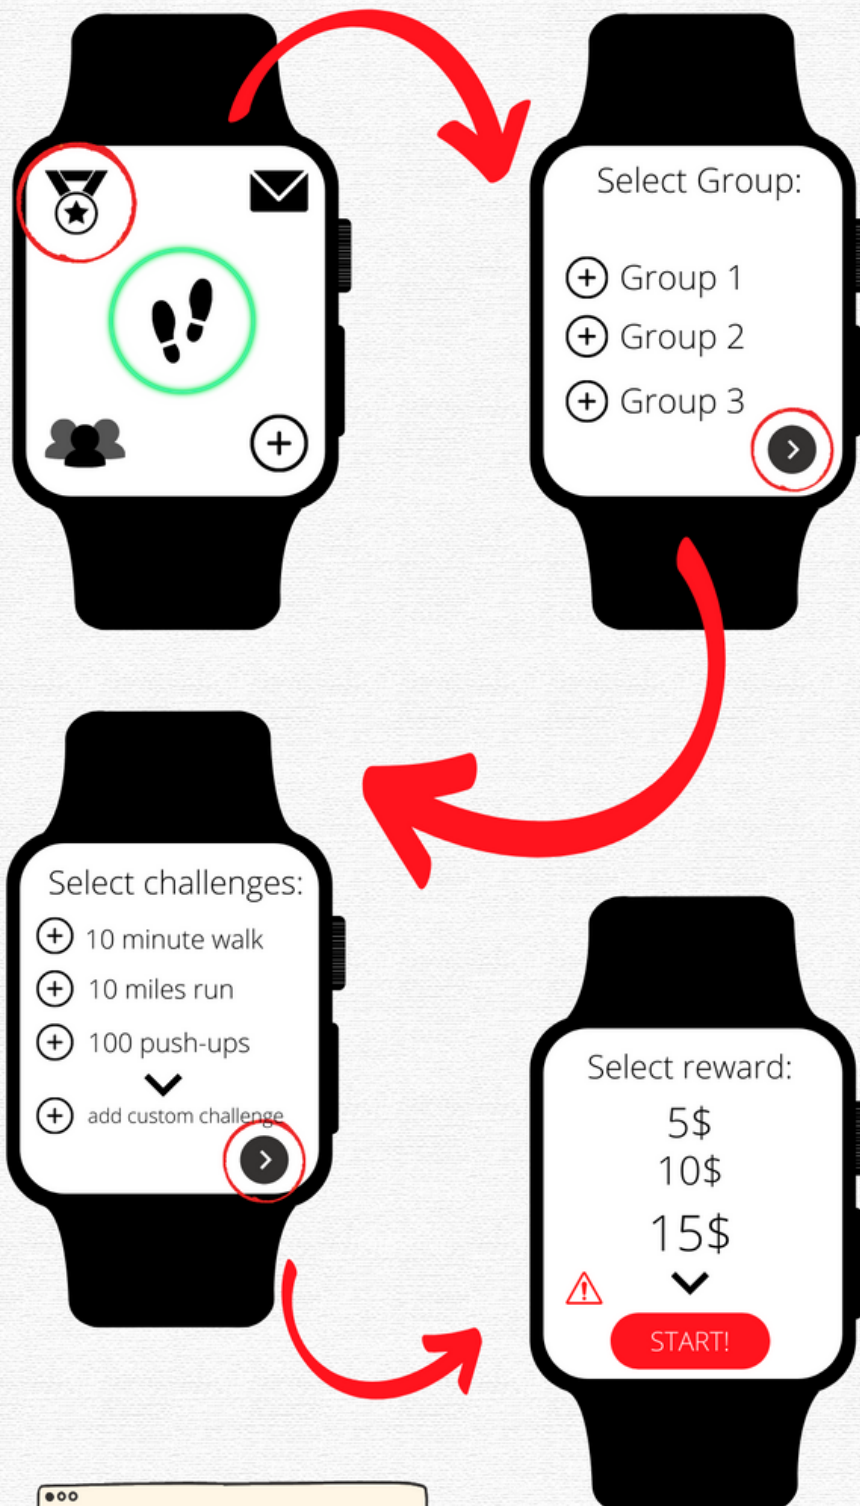 Select Group:
Group 1
Group 2
Group 3
Select challenges:
10 minute walk
10 miles run
100 push-ups
add custom challenge
Select reward:
5$
10$
15$
START!